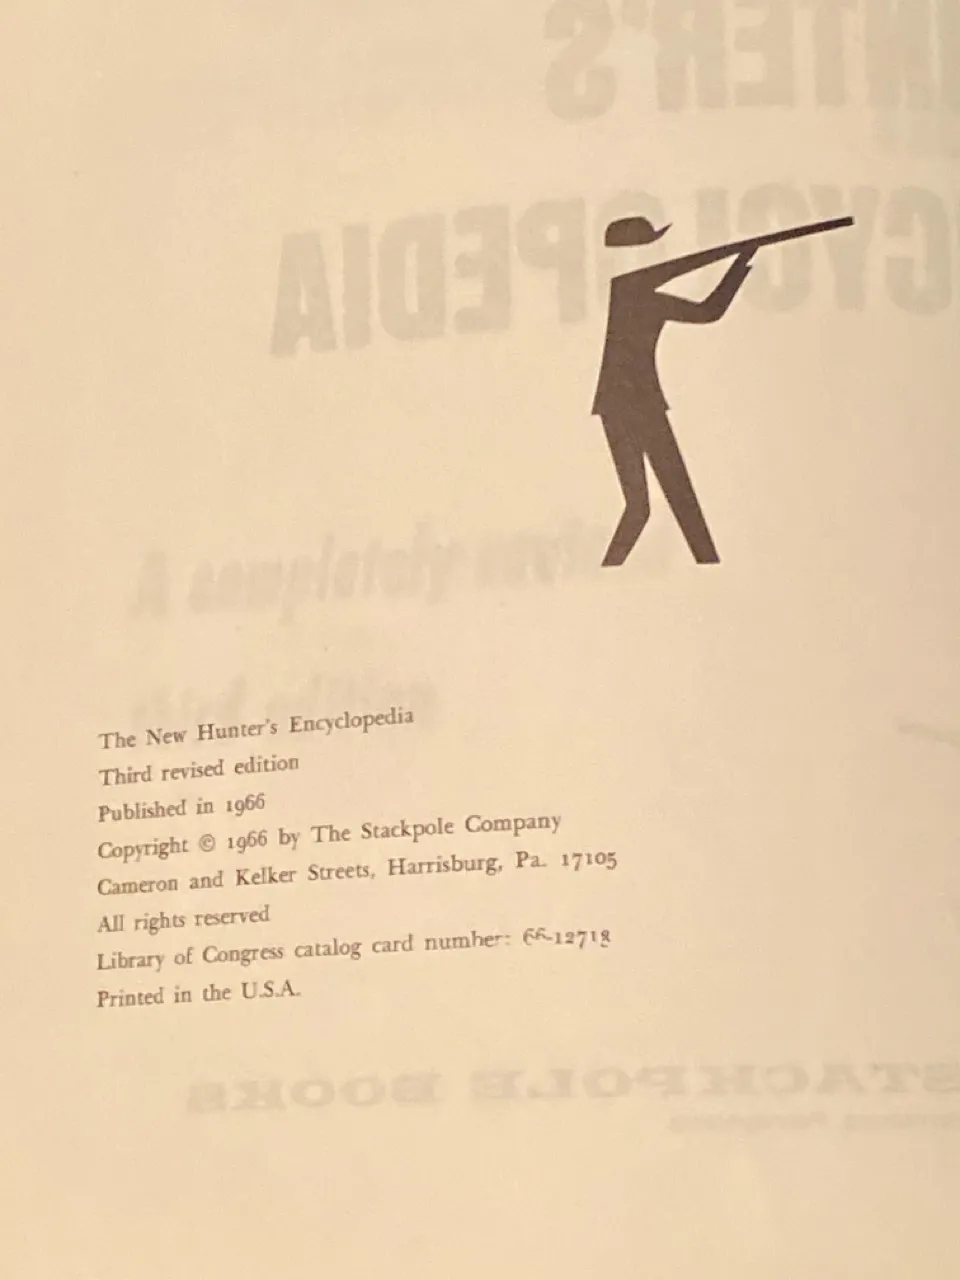 The New Hunter's Encyclopedia
Third revised edition
Published in 1966
Copyright © 1966 by The Stackpole Company
Cameron and Kelker Streets, Harrisburg, Pa. 17105
All rights reserved
Library of Congress catalog card number: 66-12718
Printed in the U.S.A.